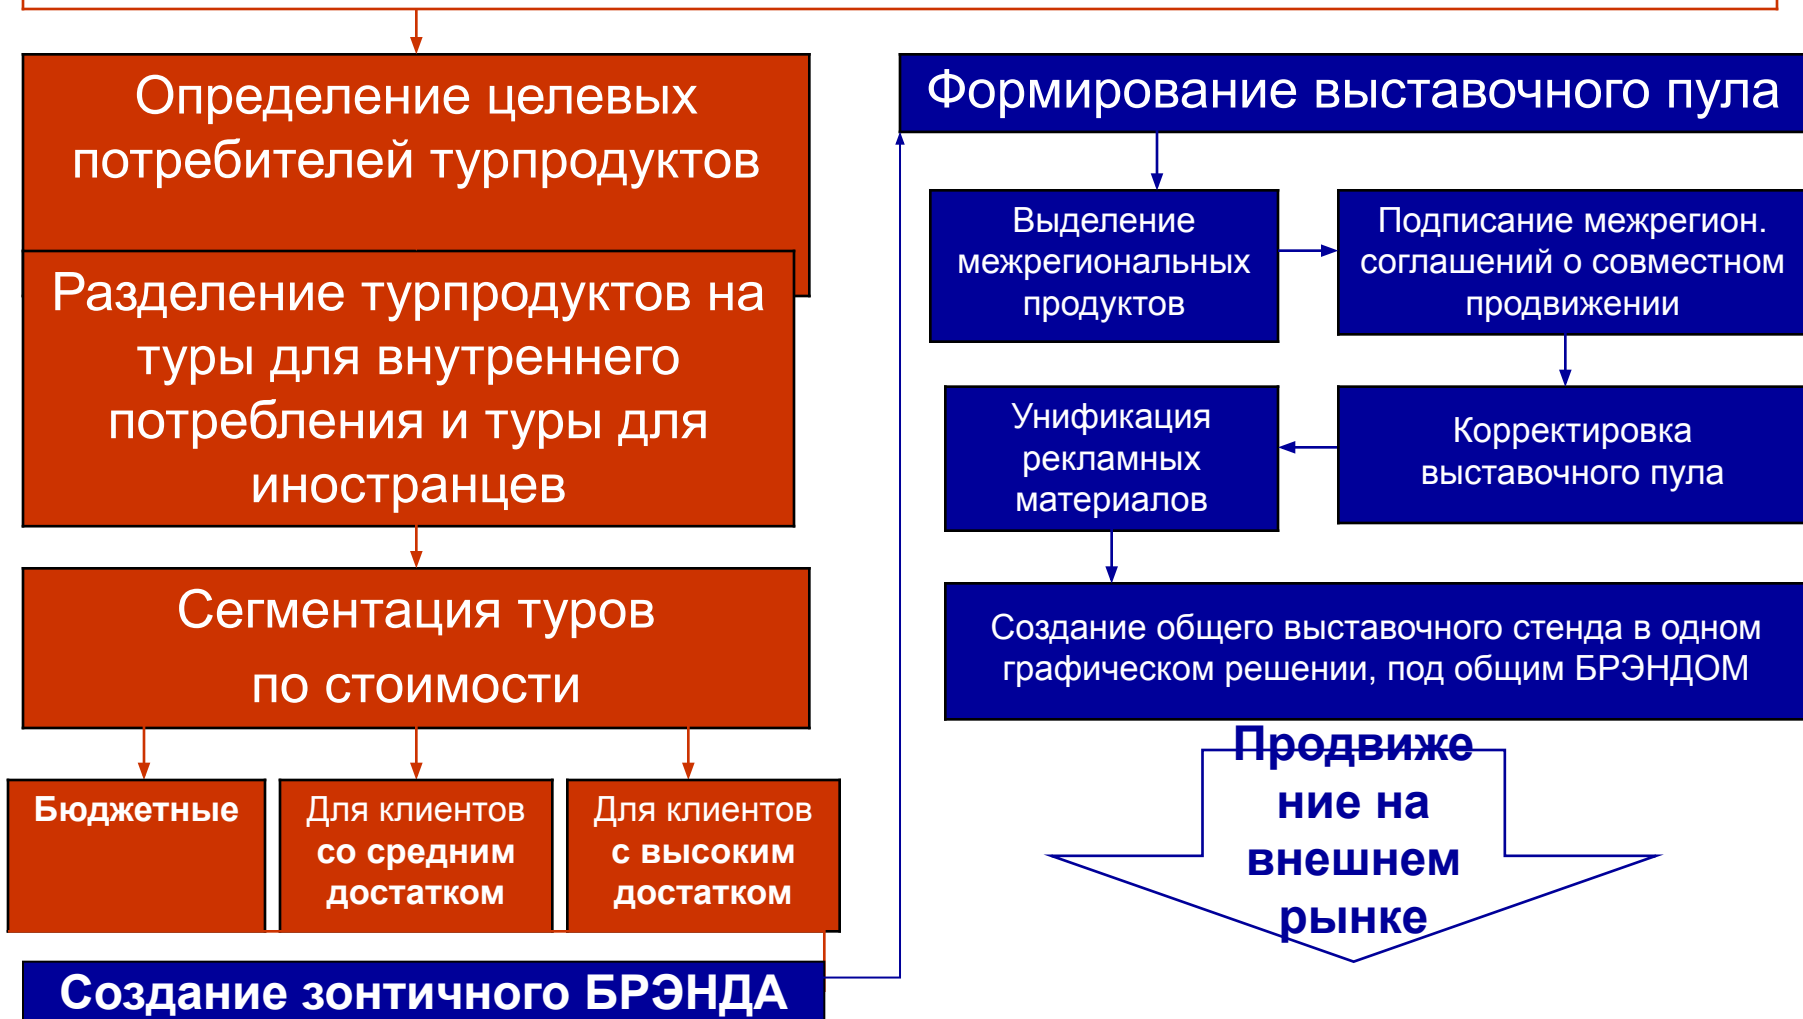 Определение целевых
потребителей турпродуктов
Разделение турпродуктов на
туры для внутреннего
потребления и туры для
иностранцев
Сегментация туров
по стоимости
Бюджетные
Для клиентов
со средним
достатком
Для клиентов
с высоким
достатком
Создание зонтичного БРЭНДА
Формирование выставочного пула
Выделение
межрегиональных
продуктов
Подписание межрегион.
соглашений о совместном
продвижении
Корректировка
выставочного пула
Унификация
рекламных
материалов
Создание общего выставочного стенда в одном
графическом решении, под общим БРЭНДОМ
Продвиже
ние на
внешнем
рынке